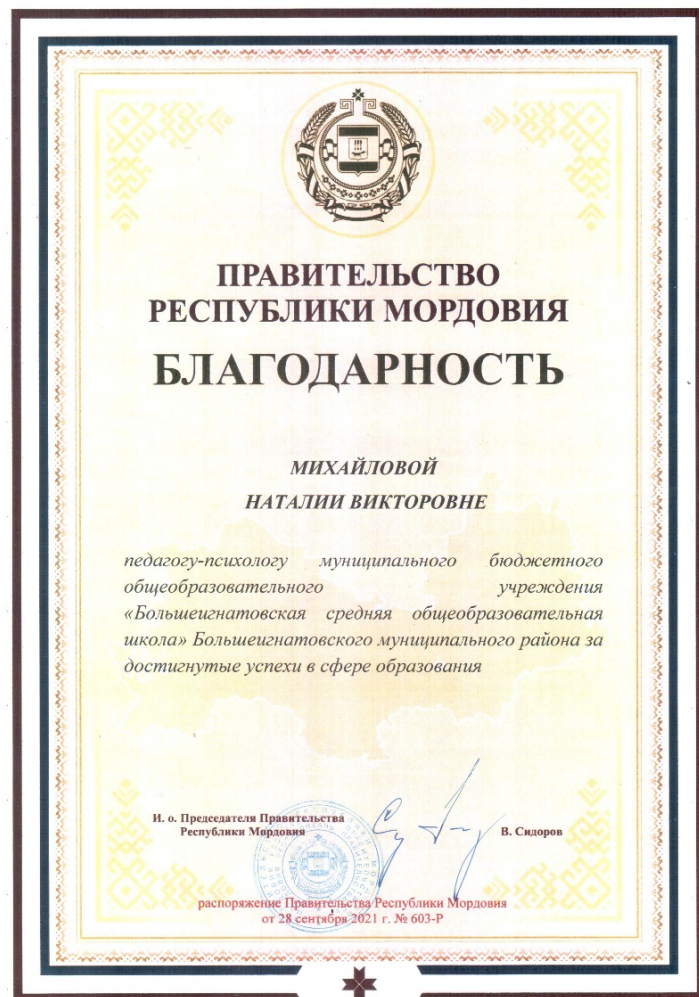 ПРАВИТЕЛЬСТВО
РЕСПУБЛИКИ МОРДОВИЯ
БЛАГОДАРНОСТЬ
МИХАЙЛОВОЙ
НАТАЛИИ ВИКТОРОВНЕ
педагогу-психологу муниципального бюджетного
общеобразовательного учреждения
«Большеигнатовская средняя общеобразовательная
школа» Большеигнатовского муниципального района за
достигнутые успехи в сфере образования
И. о. Председателя Правительства
Республики Мордовия
В. Сидоров
распоряжение Правительства Республики Мордовия
от 28 сентября 2021 г. № 603-Р